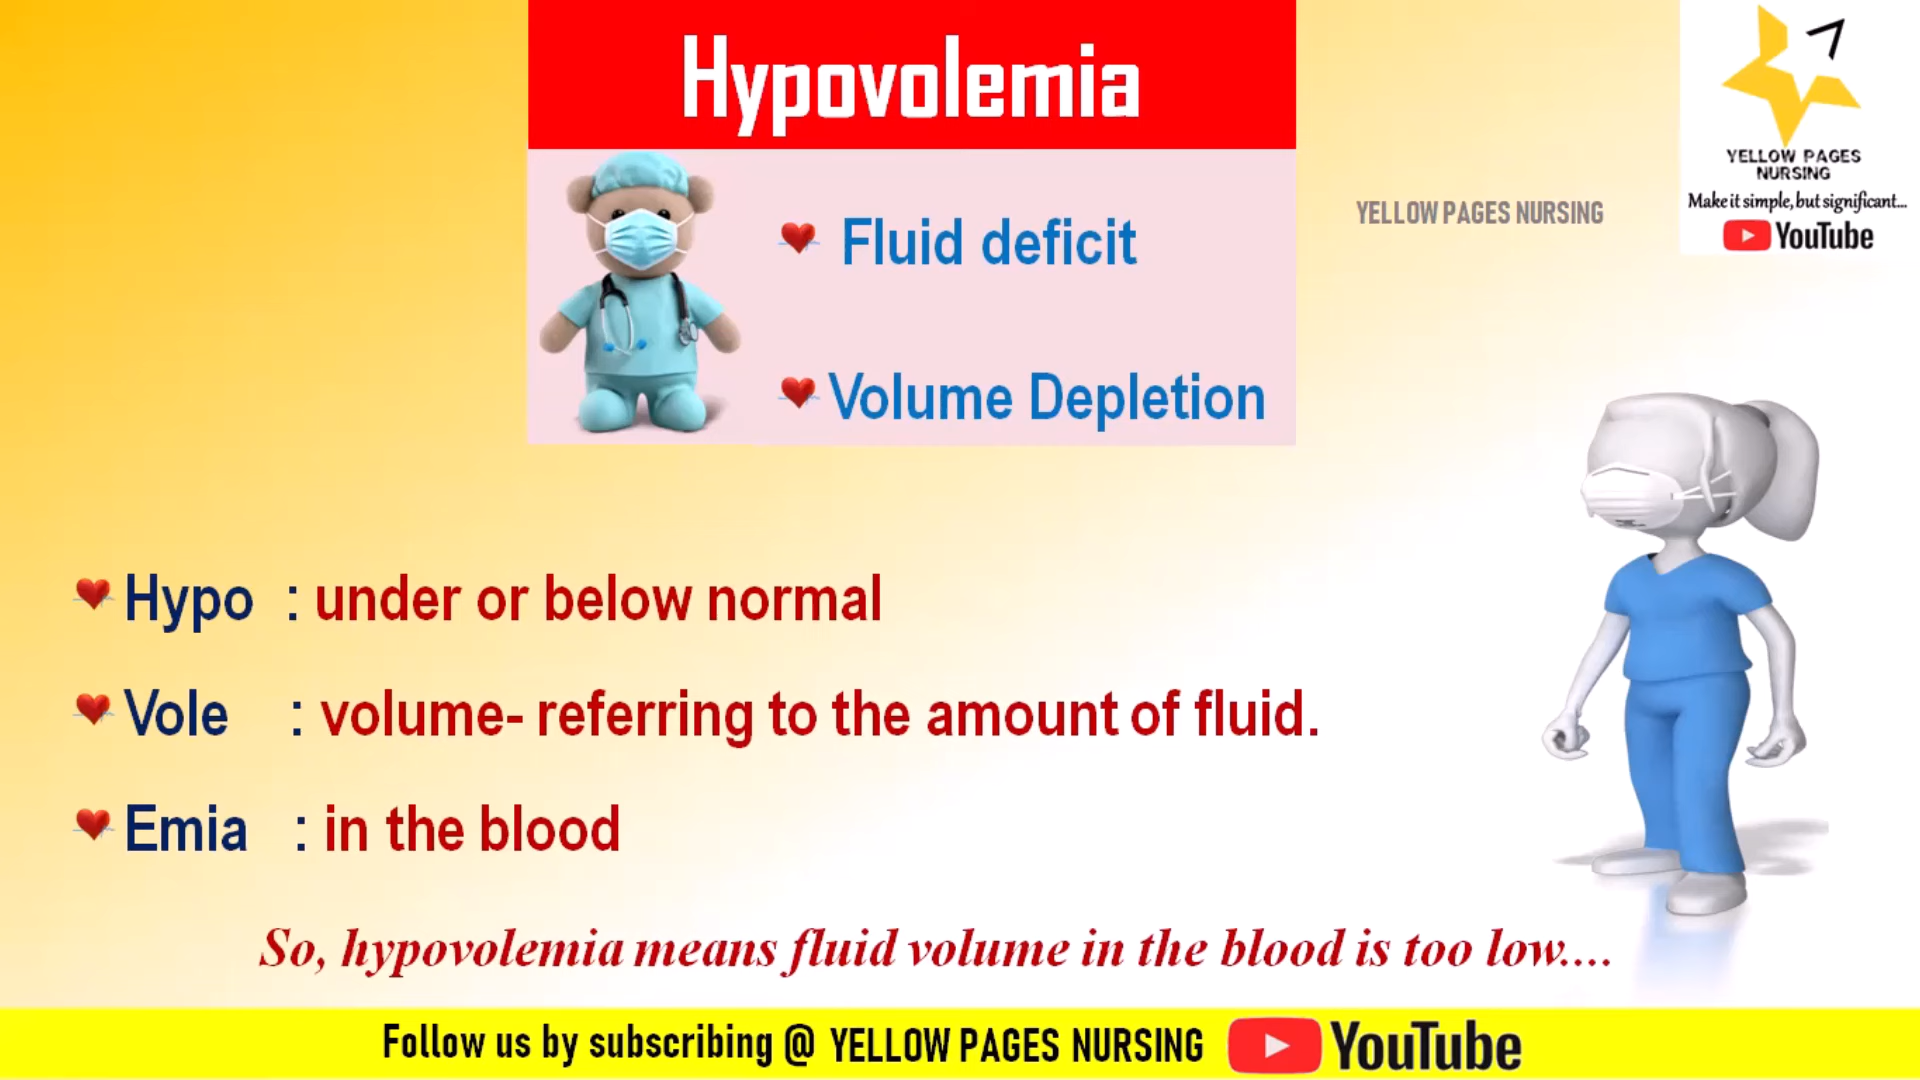 Hypovolemia
Fluid deficit
Volume Depletion
YELLOW PAGES NURSING
YELLOW PAGES
NURSING
Make it simple, but significant...
YouTube
Hypo : under or below normal
Vole : volume- referring to the amount of fluid.
Emia : in the blood
So, hypovolemia means fluid volume in the blood is too low....
Follow us by subscribing @ YELLOW PAGES NURSING YouTube